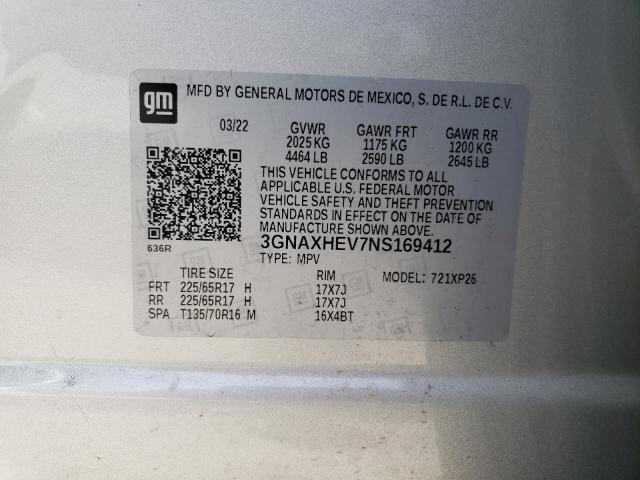 gm
MFD BY GENERAL MOTORS DE MEXICO, S. DE R.L. DE C.V.
03/22 GVWR GAWR FRT GAWR RR
2025 KG 1175 KG 1200 KG
4464 LB 2590 LB 2645 LB
THIS VEHICLE CONFORMS TO ALL
APPLICABLE U.S. FEDERAL MOTOR
VEHICLE SAFETY AND THEFT PREVENTION
STANDARDS IN EFFECT ON THE DATE OF
MANUFACTURE SHOWN ABOVE.
636R
3GNAXHEV7NS169412
TYPE: MPV
TIRE SIZE RIM MODEL: 721XP26
FRT 225/65R17 H 17X7J
RR 225/65R17 H 17X7J
SPA T135/70R16 M 16X4BT